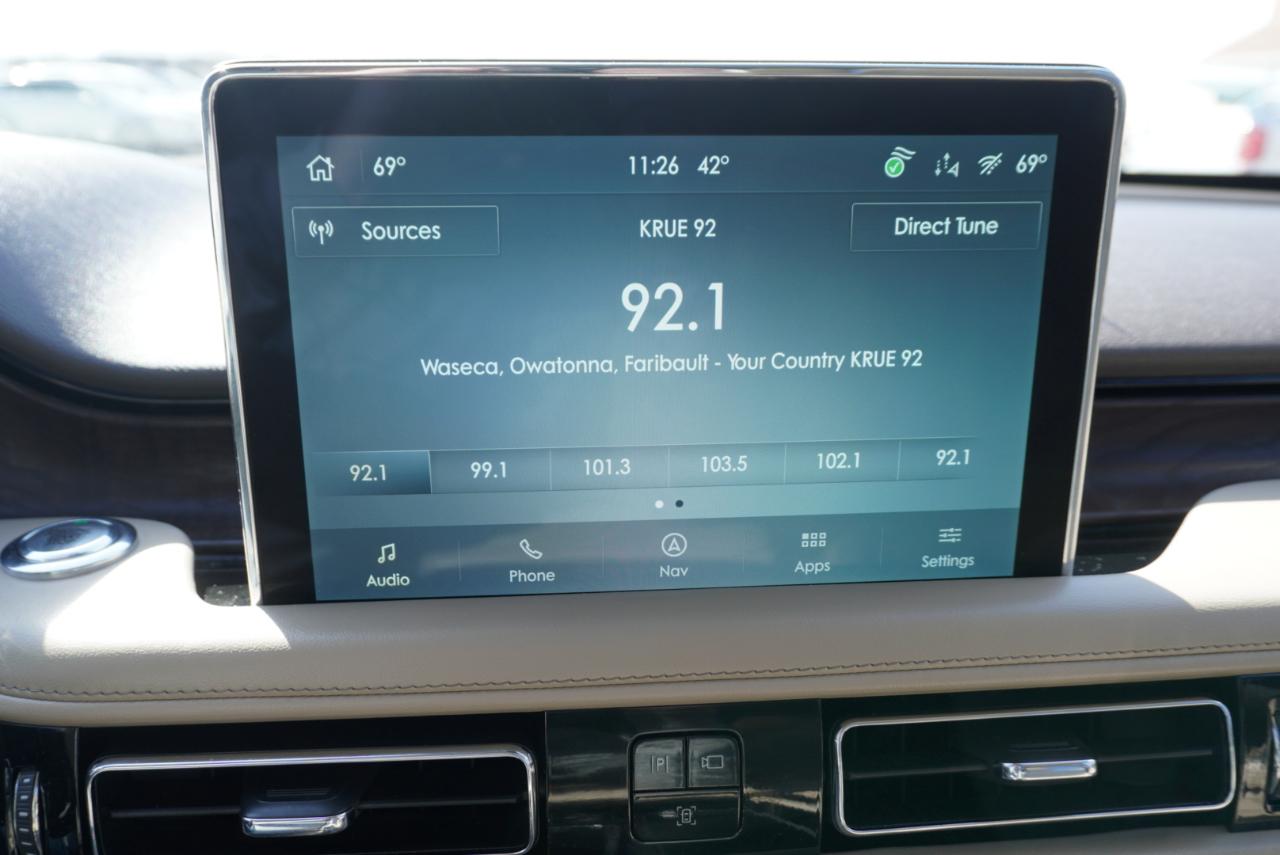 69° 11:26 42° 69°
Sources KRUE 92 Direct Tune
92.1
Waseca, Owatonna, Faribault - Your Country KRUE 92
92.1 99.1 101.3 103.5 102.1 92.1
Audio Phone Nav Apps Settings
P